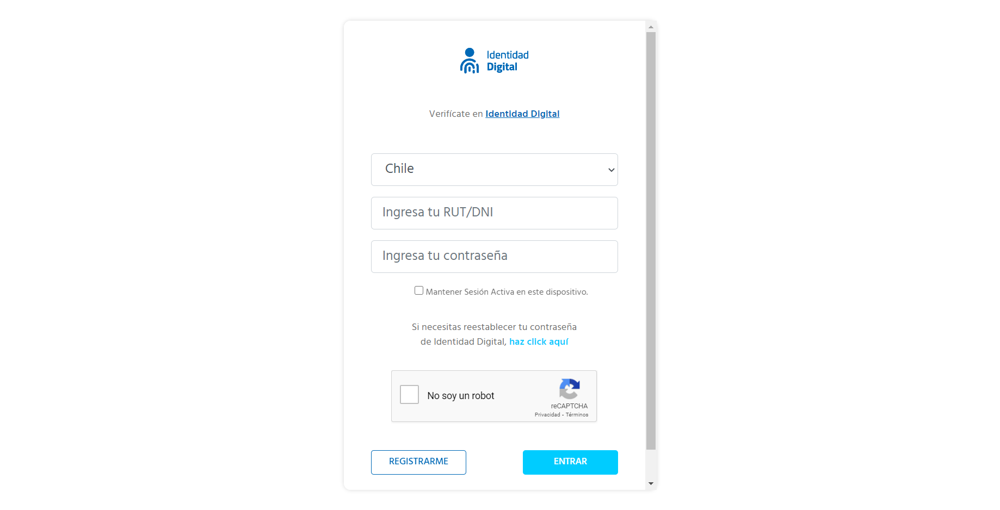 Identidad
Digital
Verifícate en Identidad Digital
Chile
Ingresa tu RUT/DNI
Ingresa tu contraseña
Mantener Sesión Activa en este dispositivo.
Si necesitas reestablecer tu contraseña
de Identidad Digital, haz click aquí
No soy un robot
reCAPTCHA
Privacidad - Términos
REGISTRARME
ENTRAR